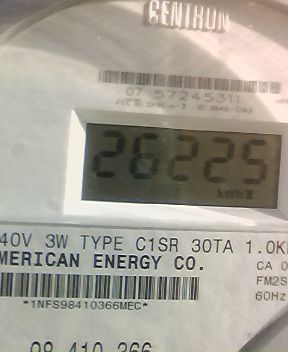 CENTRON
07 57245311
26225
kWh
40V 3W TYPE C1SR 30TA 1.0K
MERICAN ENERGY CO.
CA 0
FM2S
60Hz
*1NFS98410366MEC*
98 410 366